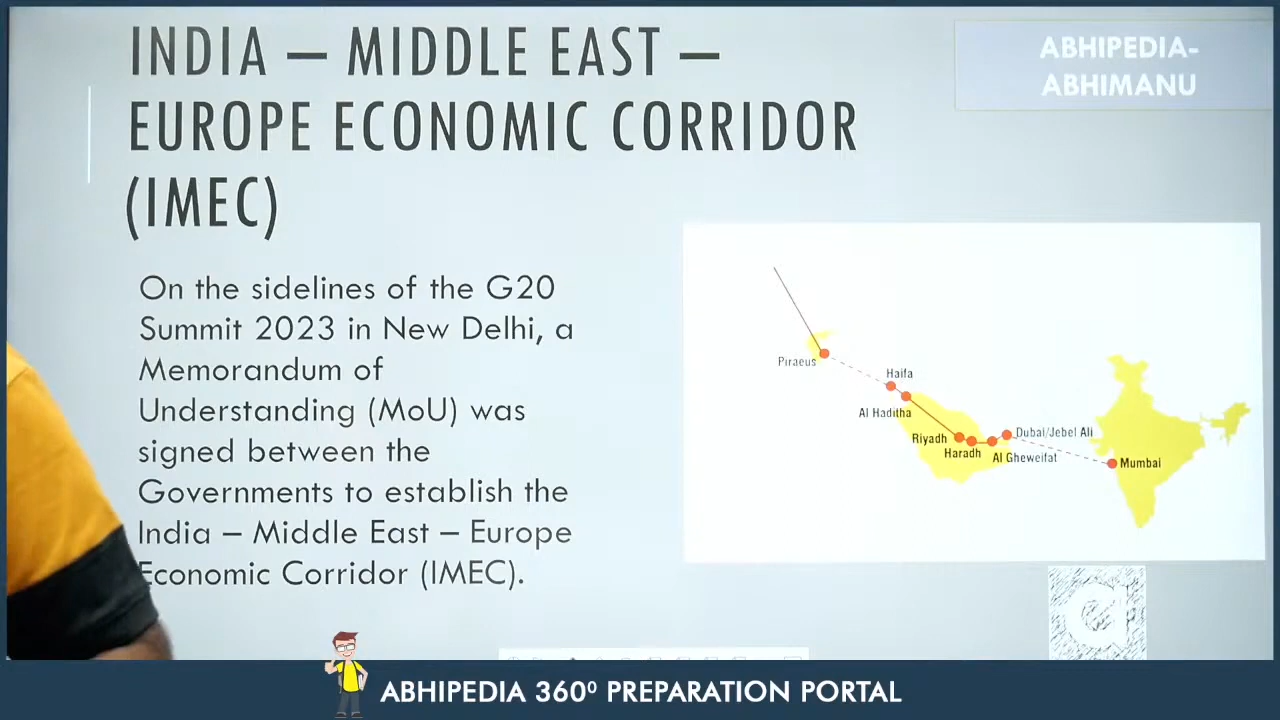 INDIA – MIDDLE EAST –
EUROPE ECONOMIC CORRIDOR
(IMEC)
ABHIPEDIA-
ABHIMANU
On the sidelines of the G20
Summit 2023 in New Delhi, a
Memorandum of
Understanding (MoU) was
signed between the
Governments to establish the
India – Middle East – Europe
Economic Corridor (IMEC).
Piraeus
Haifa
Al Haditha
Riyadh
Haradh
Al Gheweifat
Dubai/Jebel Ali
Mumbai
a
ABHIPEDIA 360⁰ PREPARATION PORTAL